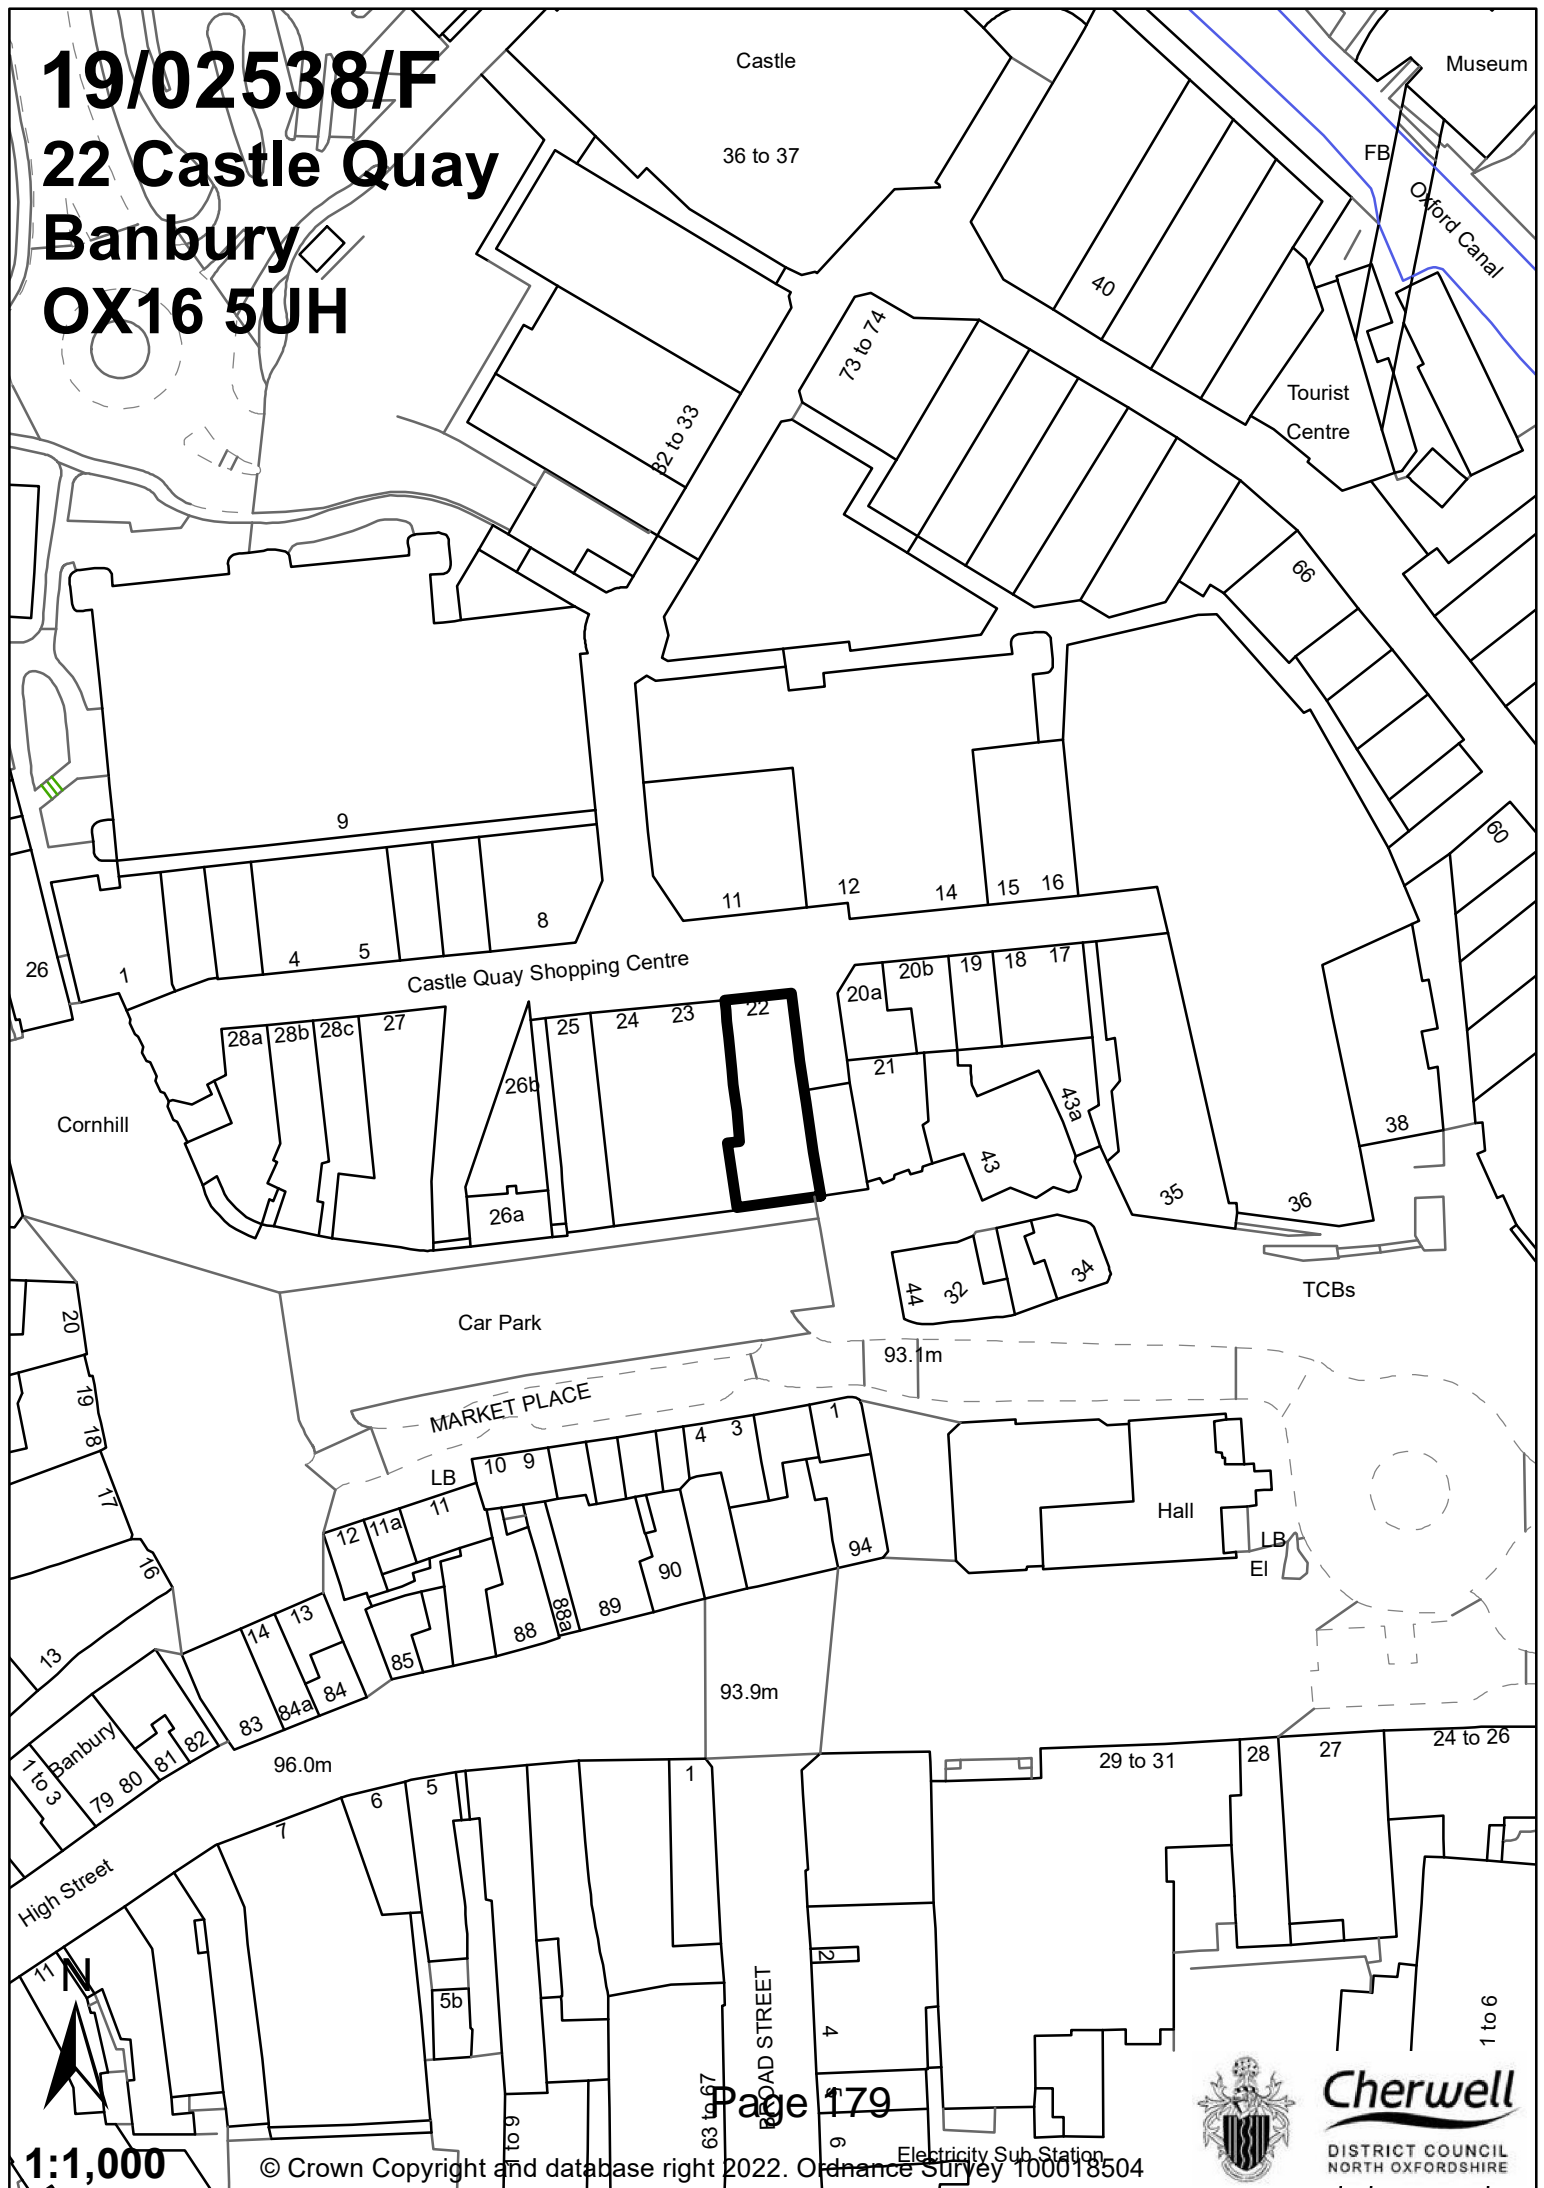 19/02538/F
22 Castle Quay
Banbury
OX16 5UH
Castle
36 to 37
Museum
FB
Oxford Canal
40
73 to 74
Tourist
Centre
32 to 33
66
60
9
11
12
14
15
16
8
4
5
1
26
Castle Quay Shopping Centre
28a
28b
28c
27
26b
25
24
23
22
20a
20b
19
18
17
21
43a
43
26a
35
36
38
Cornhill
44
32
34
TCBs
Car Park
93.1m
MARKET PLACE
20
19
18
17
16
13
LB
10
9
4
3
1
12
11a
11
94
90
89
88a
88
85
Hall
LB
El
14
13
84
84a
83
82
81
80
79
Banbury
1 to 3
93.9m
96.0m
High Street
7
6
5
1
29 to 31
28
27
24 to 26
11
N
5b
2
4
5
6
BROAD STREET
63 to 67
1 to 9
1 to 6
Page 179
Electricity Sub Station
1:1,000
© Crown Copyright and database right 2022. Ordnance Survey 100018504
Cherwell
DISTRICT COUNCIL
NORTH OXFORDSHIRE